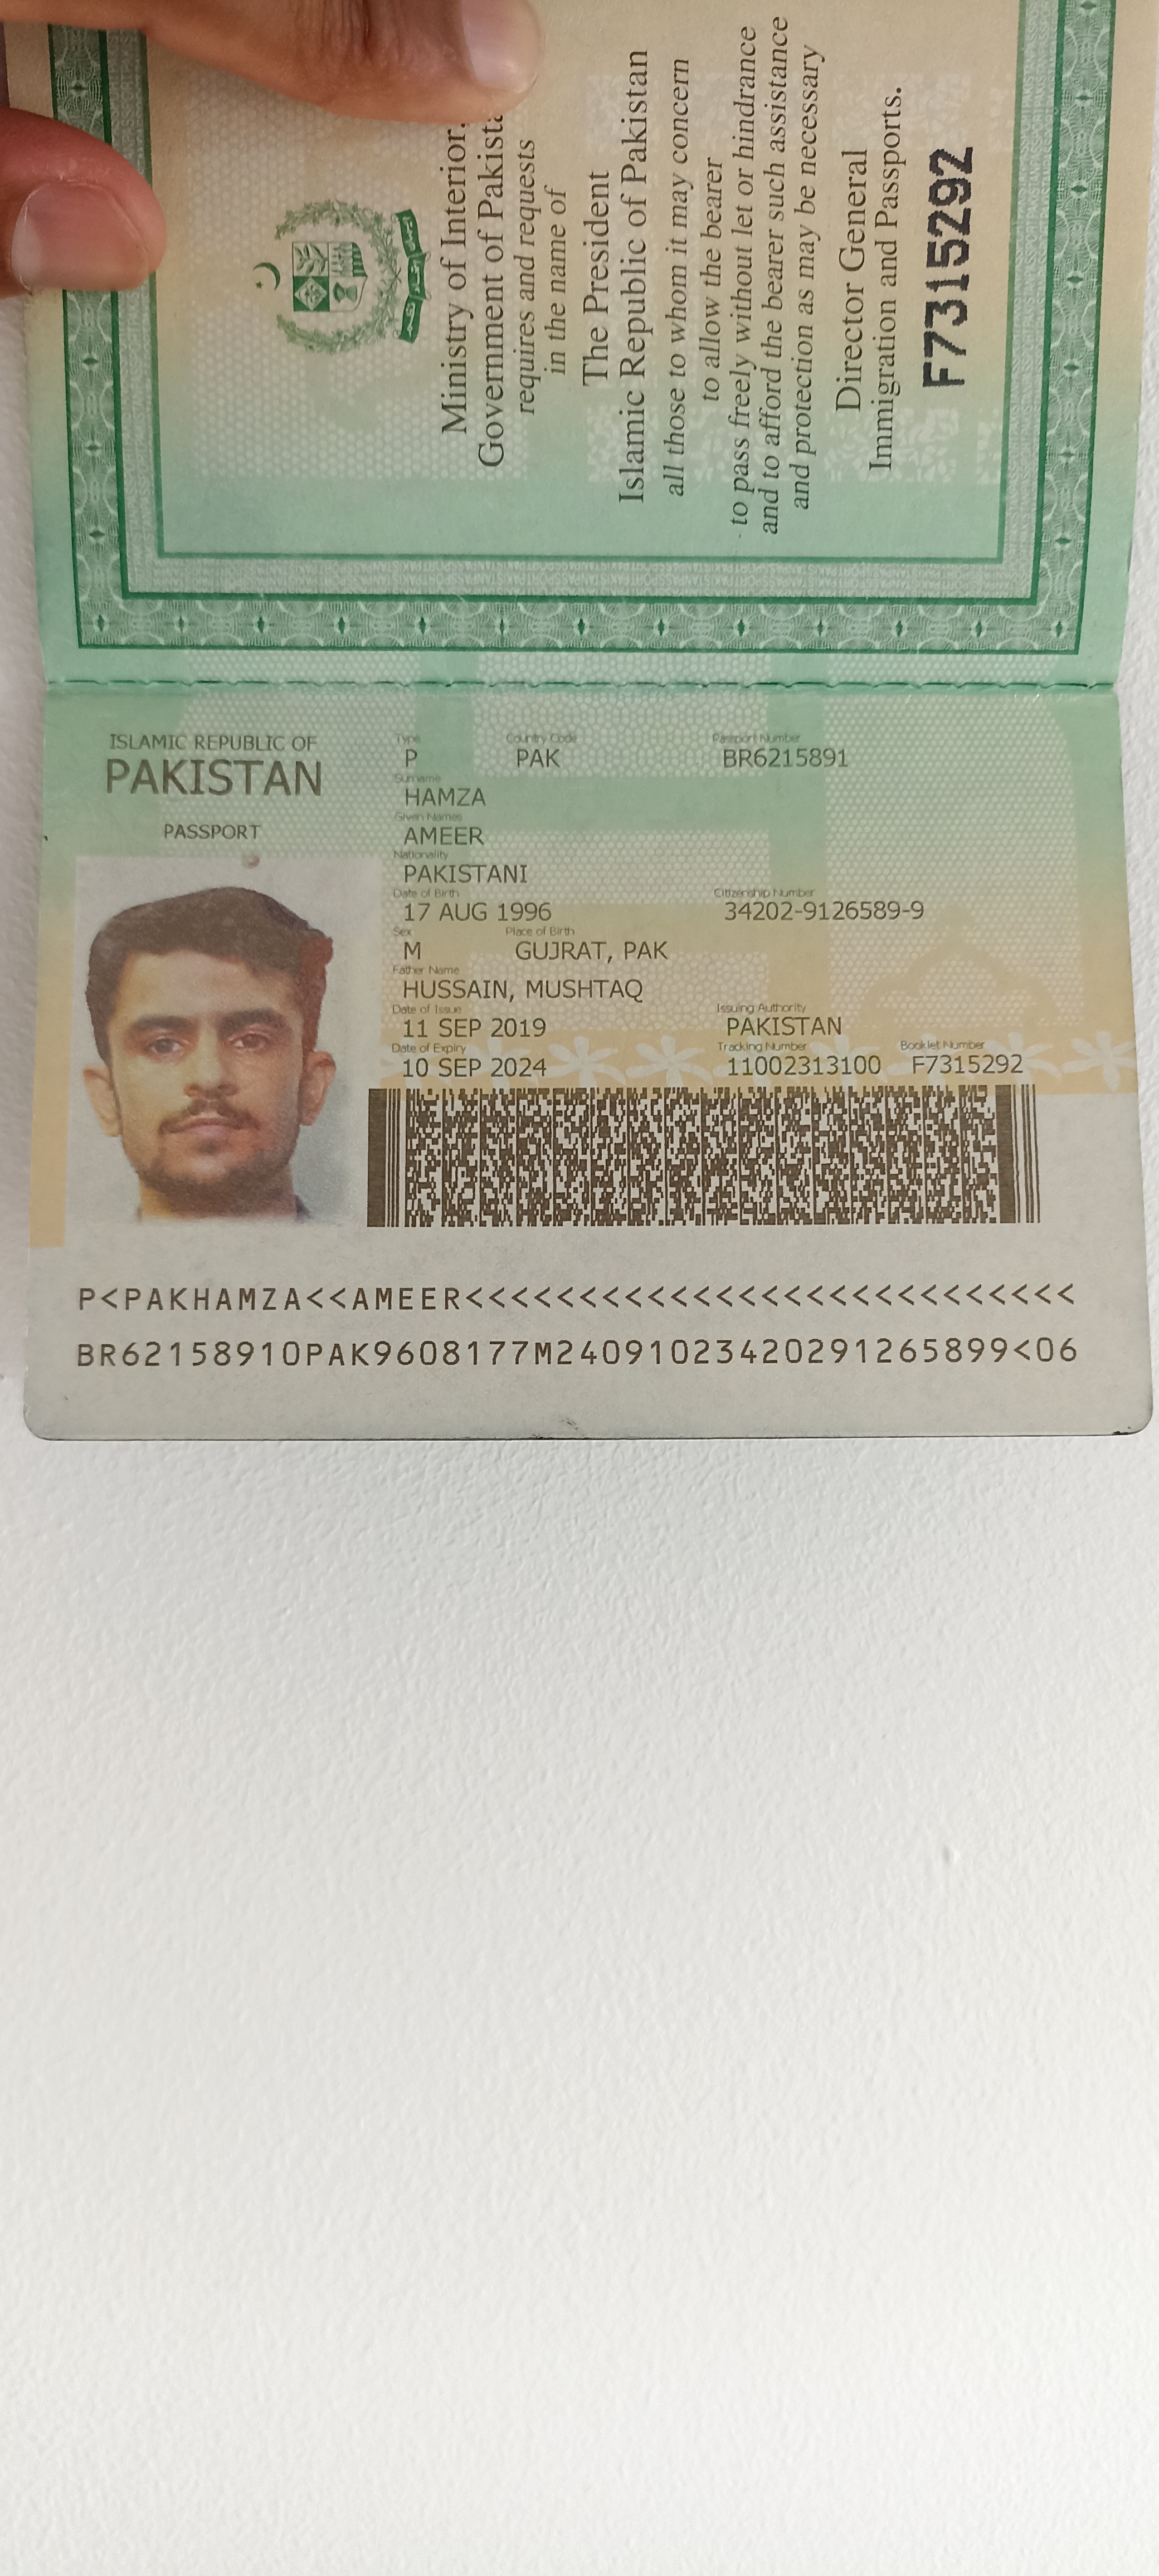 Ministry of Interior.
Government of
requires and requests
in the name of
The President
Islamic Republic of Pakistan
all those to whom it may concern
to allow the bearer
to pass freely without let or hindrance
and to afford the bearer such assistance
and protection as may be necessary
Director General
Immigration and Passports.
F7315292
ISLAMIC REPUBLIC OF
PAKISTAN
PASSPORT
Type Country Code Passport Number
P PAK BR6215891
Surname
HAMZA
Given Names
AMEER
Nationality
PAKISTANI
Date of Birth Citizenship Number
17 AUG 1996 34202-9126589-9
Sex Place of Birth
M GUJRAT, PAK
Father Name
HUSSAIN, MUSHTAQ
Date of Issue Issuing Authority
11 SEP 2019 PAKISTAN
Date of Expiry Tracking Number Booklet Number
10 SEP 2024 11002313100 F7315292
P<PAKHAMZA<<AMEER<<<<<<<<<<<<<<<<<<<<<<<<<<<
BR62158910PAK9608177M24091023420291265899<06